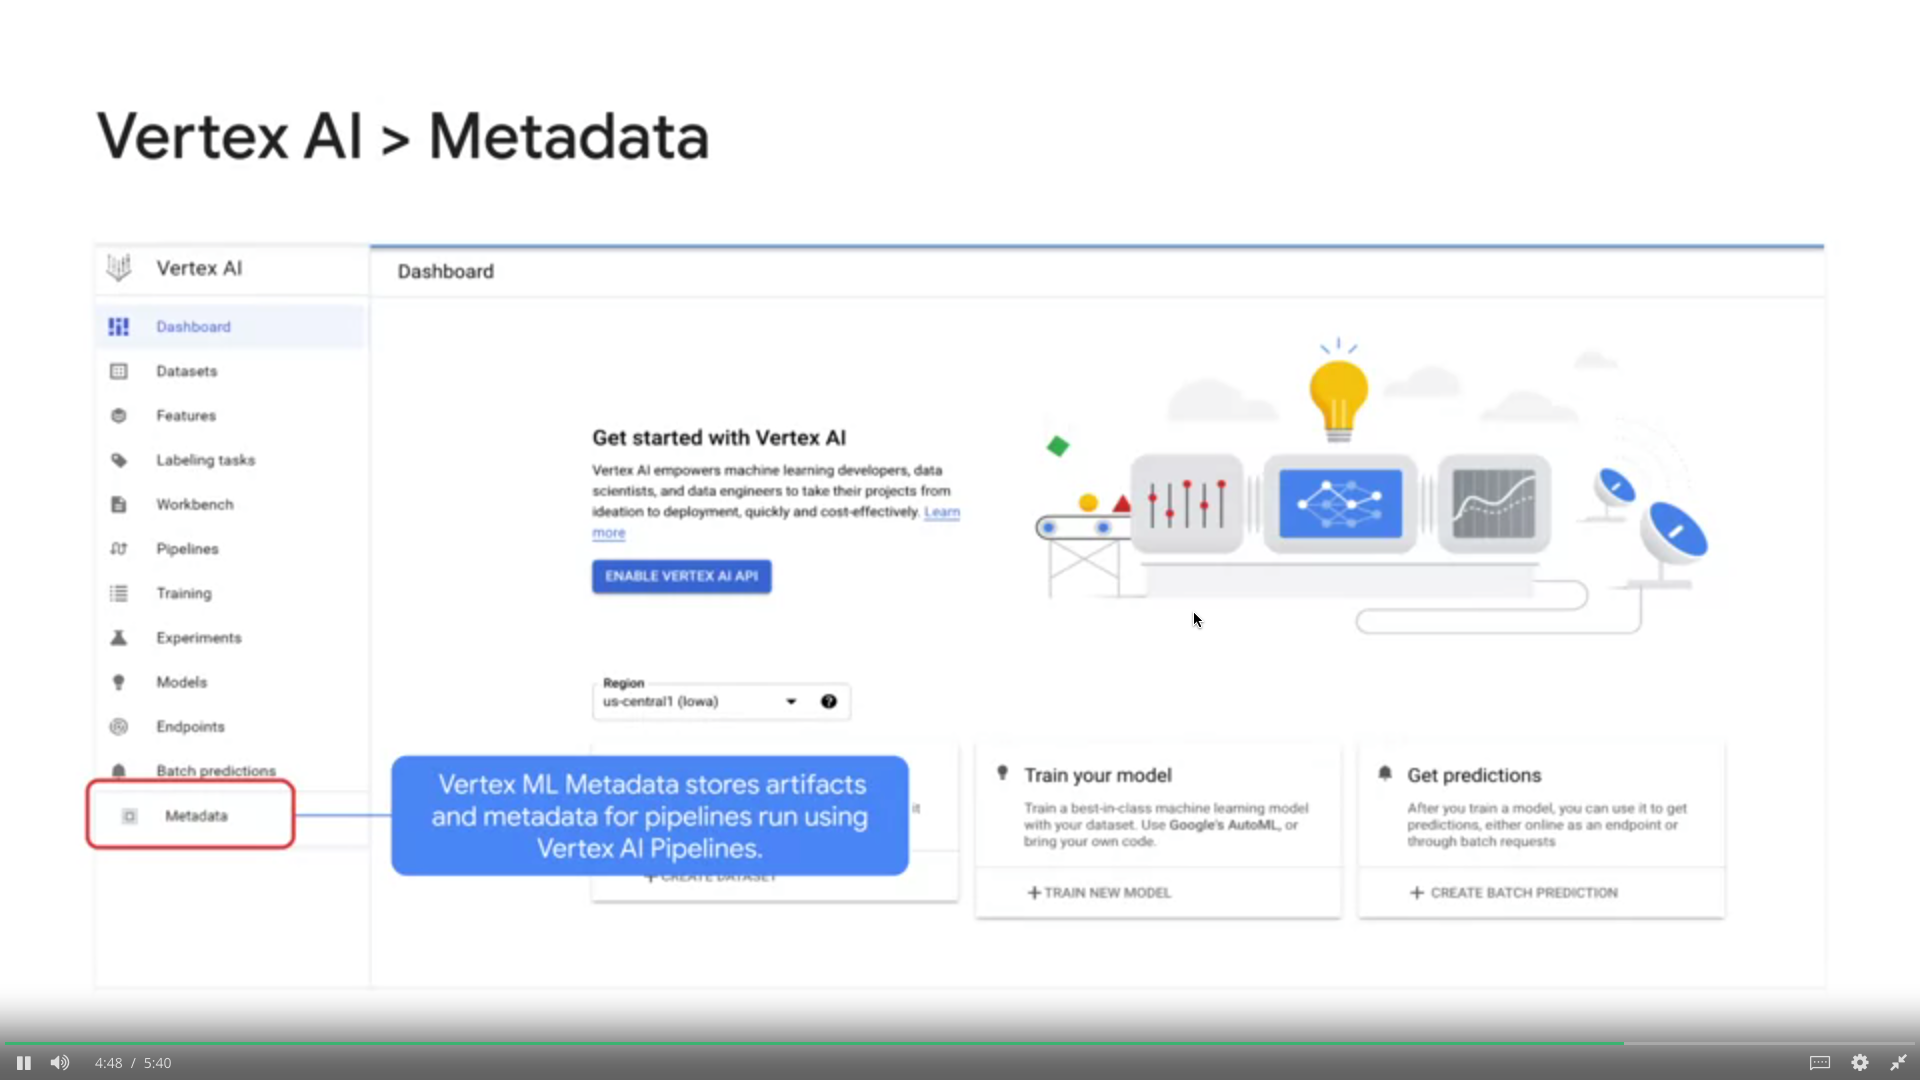 Vertex AI > Metadata
Vertex AI
Dashboard
Dashboard
Datasets
Features
Labeling tasks
Workbench
Pipelines
Training
Experiments
Models
Endpoints
Batch predictions
Metadata
Get started with Vertex AI
Vertex AI empowers machine learning developers, data
scientists, and data engineers to take their projects from
ideation to deployment, quickly and cost-effectively. Learn
more
ENABLE VERTEX AI API
Region
us-central1 (Iowa)
Vertex ML Metadata stores artifacts
and metadata for pipelines run using
Vertex AI Pipelines.
it
+ CREATE DATASET
Train your model
Train a best-in-class machine learning model
with your dataset. Use Google's AutoML, or
bring your own code.
+ TRAIN NEW MODEL
Get predictions
After you train a model, you can use it to get
predictions, either online as an endpoint or
through batch requests
+ CREATE BATCH PREDICTION
4:48 / 5:40